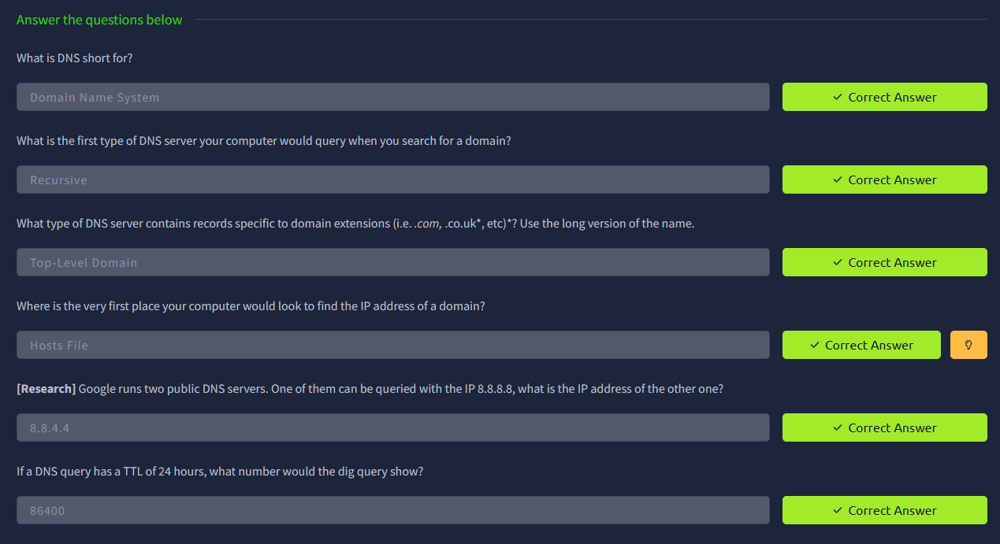 Answer the questions below
What is DNS short for?
Domain Name System
✓ Correct Answer
What is the first type of DNS server your computer would query when you search for a domain?
Recursive
✓ Correct Answer
What type of DNS server contains records specific to domain extensions (i.e. .com, .co.uk*, etc)*? Use the long version of the name.
Top-Level Domain
✓ Correct Answer
Where is the very first place your computer would look to find the IP address of a domain?
Hosts File
✓ Correct Answer
[Research] Google runs two public DNS servers. One of them can be queried with the IP 8.8.8.8, what is the IP address of the other one?
8.8.4.4
✓ Correct Answer
If a DNS query has a TTL of 24 hours, what number would the dig query show?
86400
✓ Correct Answer